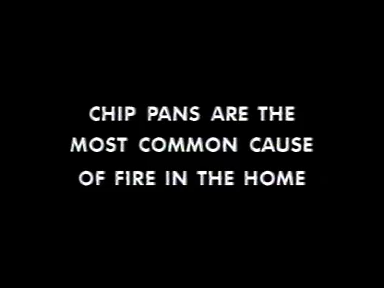 CHIP PANS ARE THE
MOST COMMON CAUSE
OF FIRE IN THE HOME